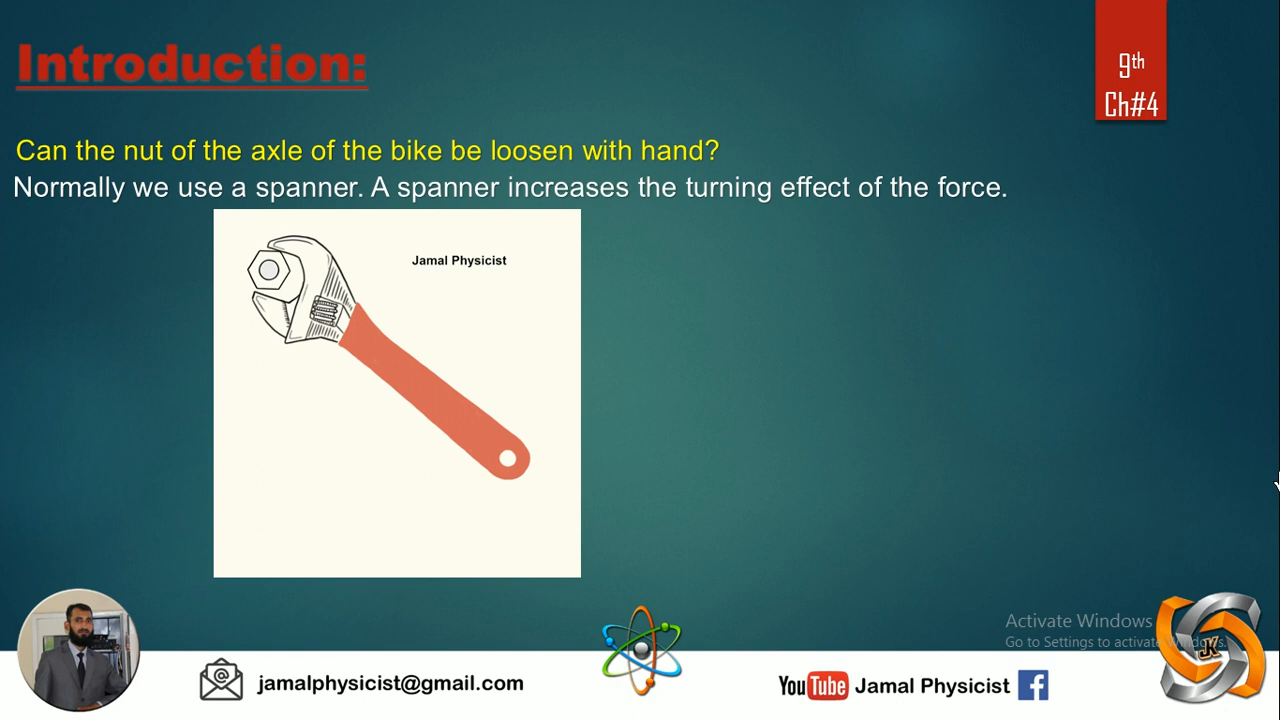 Introduction:
9th
Ch#4
Can the nut of the axle of the bike be loosen with hand?
Normally we use a spanner. A spanner increases the turning effect of the force.
Jamal Physicist
Activate Windows
Go to Settings to activate Windows.
jamalphysicist@gmail.com
YouTube Jamal Physicist f
JK